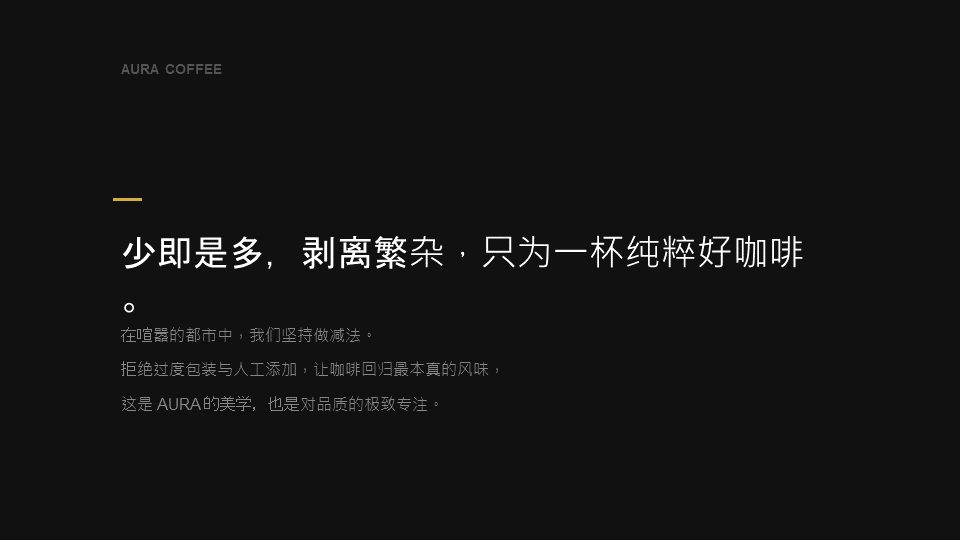 AURA COFFEE
少即是多，剥离繁杂，只为一杯纯粹好咖啡
。
在喧嚣的都市中，我们坚持做减法。
拒绝过度包装与人工添加，让咖啡回归最本真的风味，
这是 AURA 的美学，也是对品质的极致专注。